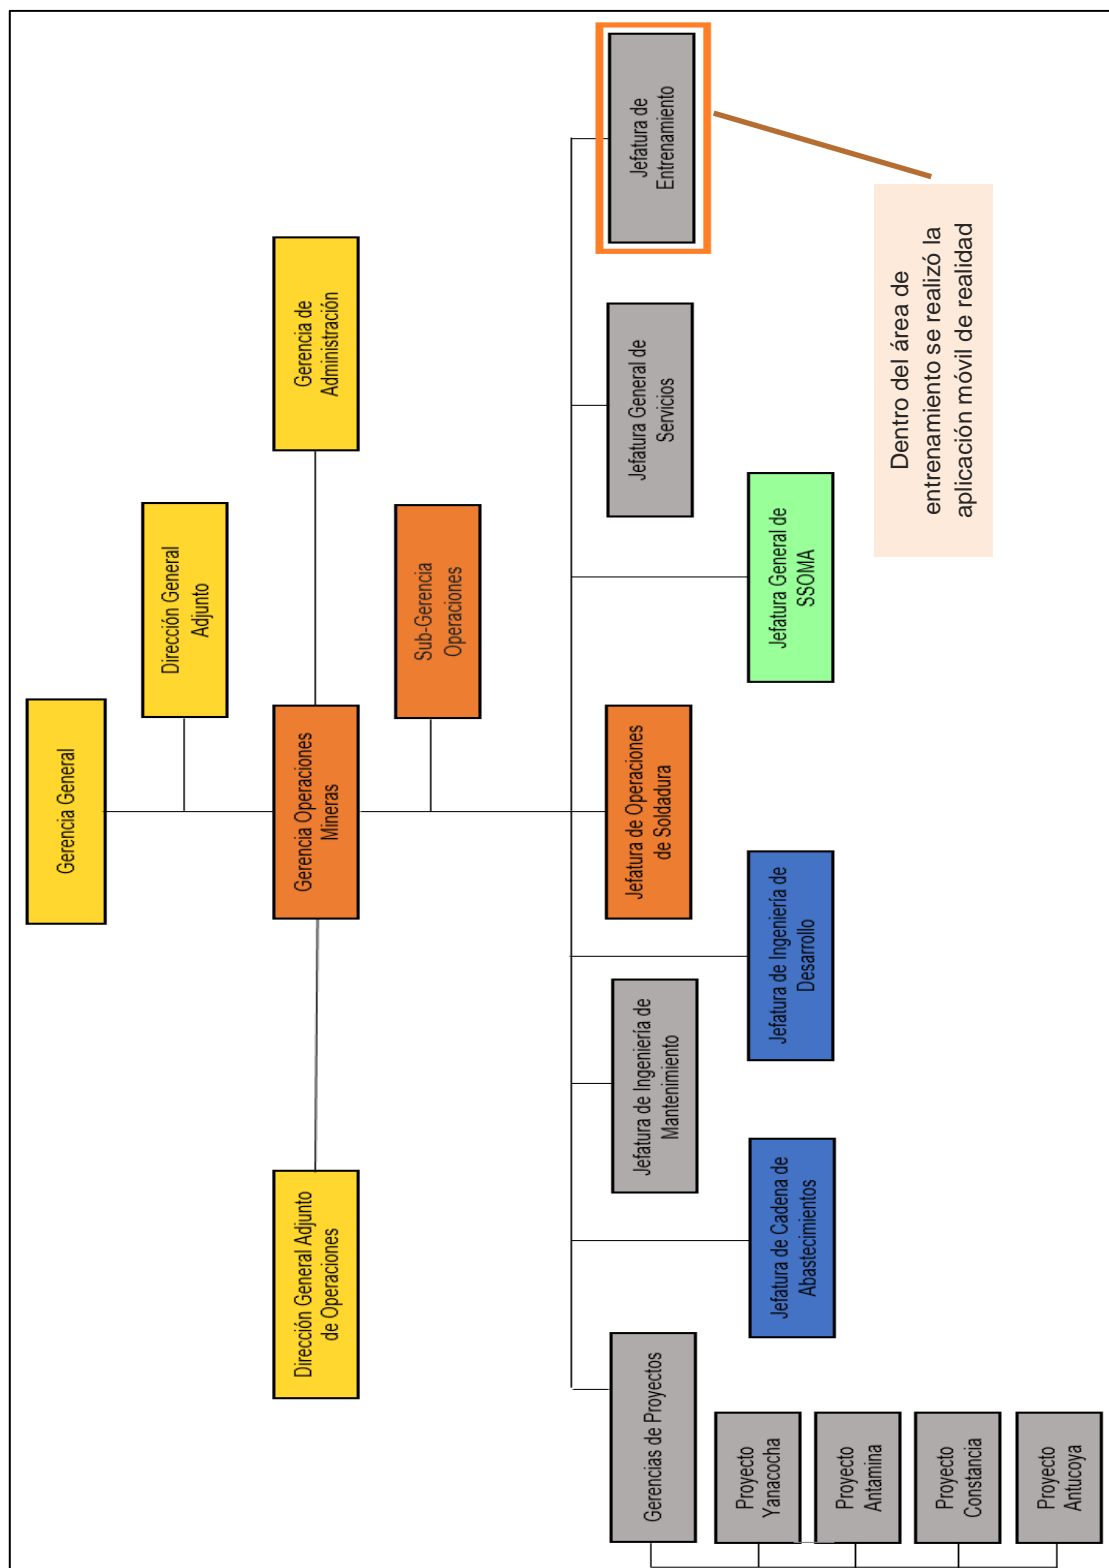 Gerencia General
Dirección General
Adjunto
Dirección General Adjunto
de Operaciones
Gerencia Operaciones
Mineras
Gerencia de
Administración
Sub-Gerencia
Operaciones
Gerencias de Proyectos
Jefatura de Ingeniería de
Mantenimiento
Jefatura de Operaciones
de Soldadura
Jefatura General de
Servicios
Jefatura de
Entrenamiento
Jefatura de Cadena de
Abastecimientos
Jefatura de Ingeniería de
Desarrollo
Jefatura General de
SSOMA
Proyecto
Yanacocha
Proyecto
Antamina
Proyecto
Constancia
Proyecto
Antucoya
Dentro del área de
entrenamiento se realizó la
aplicación móvil de realidad